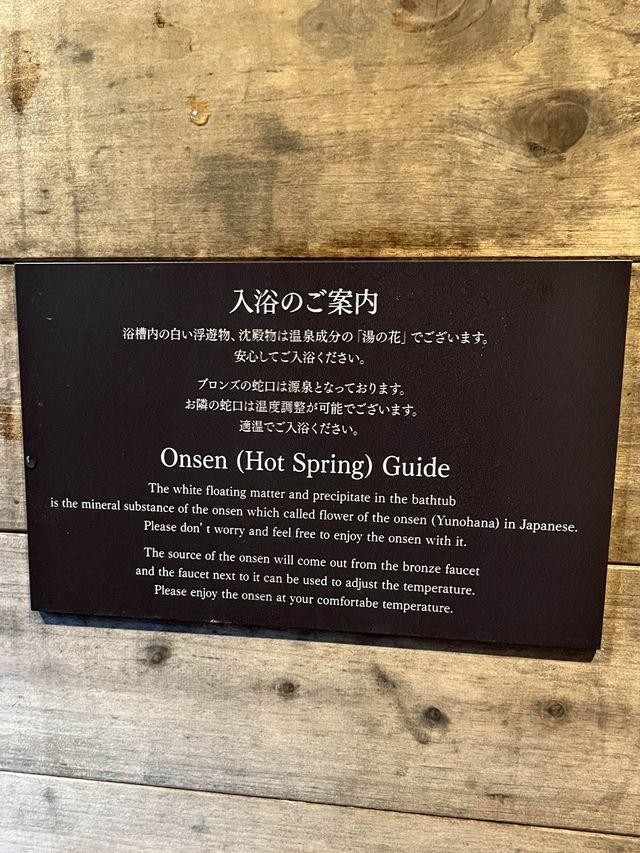 入浴のご案内
浴槽内の白い浮遊物、沈殿物は温泉成分の「湯の花」でございます。
安心してご入浴ください。
ブロンズの蛇口は源泉となっております。
お隣の蛇口は温度調整が可能でございます。
適温でご入浴ください。
Onsen (Hot Spring) Guide
The white floating matter and precipitate in the bathtub
is the mineral substance of the onsen which called flower of the onsen (Yunohana) in Japanese.
Please don’t worry and feel free to enjoy the onsen with it.
The source of the onsen will come out from the bronze faucet
and the faucet next to it can be used to adjust the temperature.
Please enjoy the onsen at your comfortabe temperature.